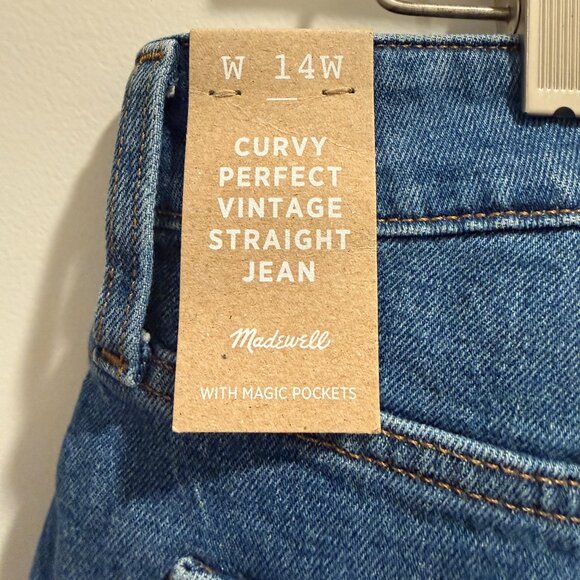 W 14W
CURVY
PERFECT
VINTAGE
STRAIGHT
JEAN
Madewell
WITH MAGIC POCKETS